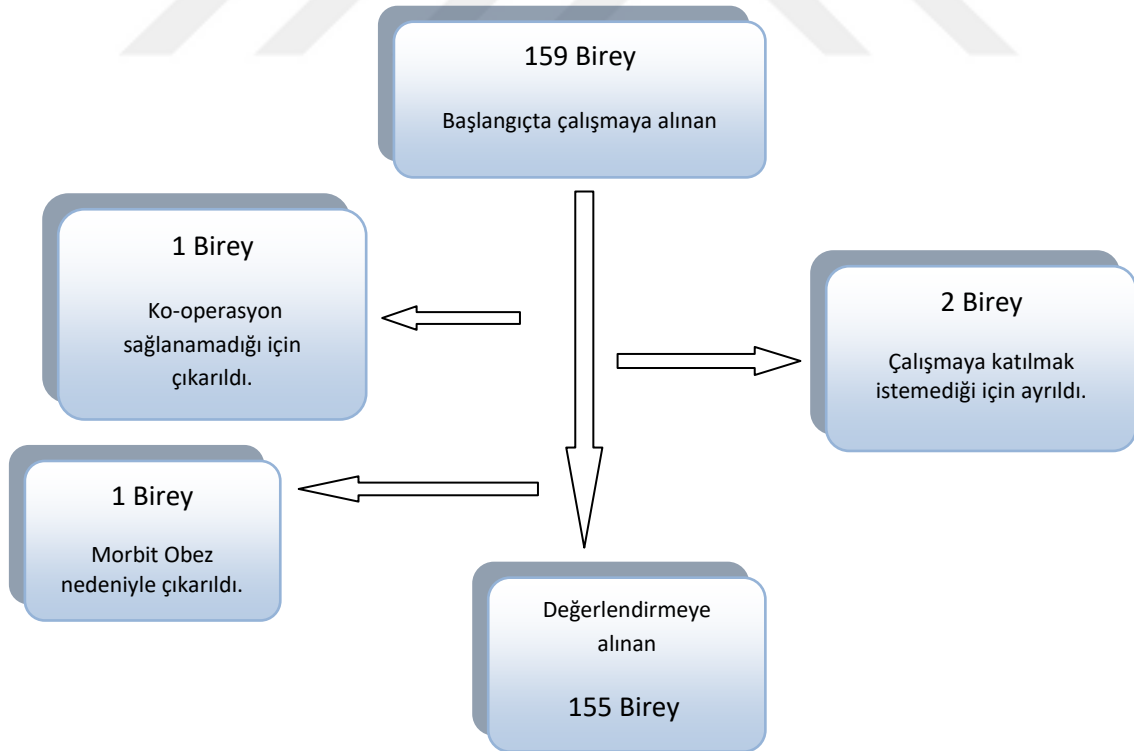 159 Birey
Başlangıçta çalışmaya alınan
1 Birey
Ko-operasyon
sağlanamadığı için
çıkarıldı.
2 Birey
Çalışmaya katılmak
istemediği için ayrıldı.
1 Birey
Morbit Obez
nedeniyle çıkarıldı.
Değerlendirmeye
alınan
155 Birey